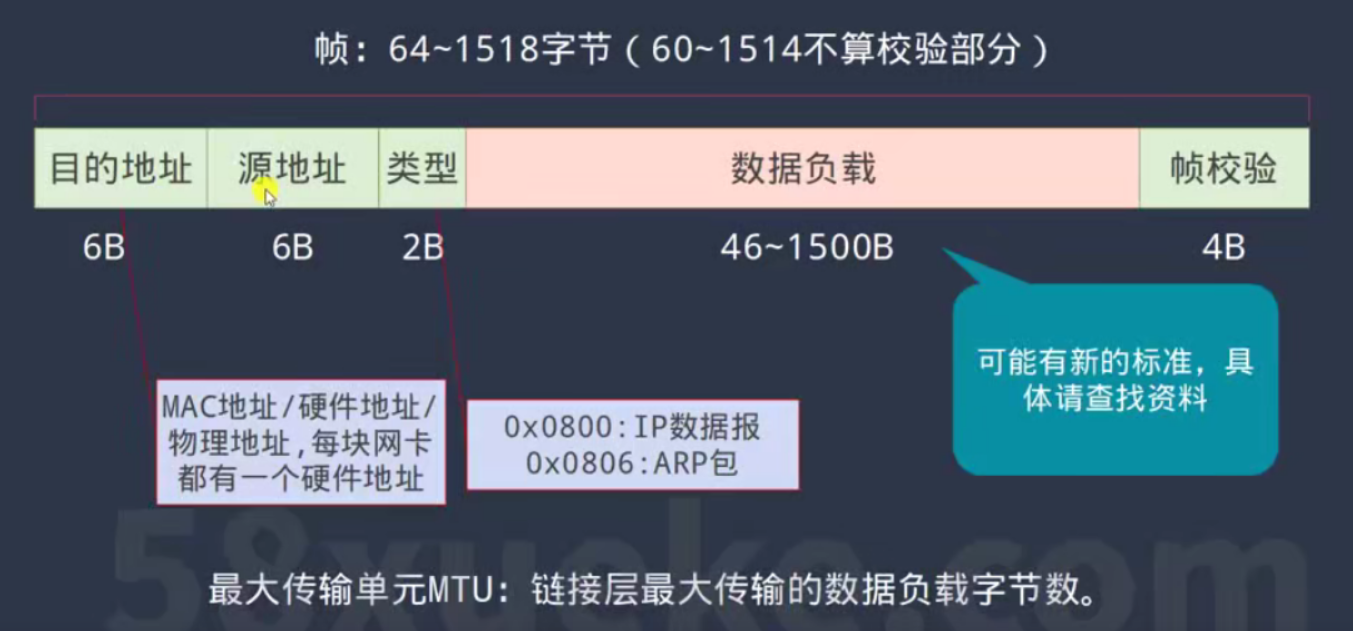 帧：64~1518字节（60~1514不算校验部分）
目的地址 源地址 类型 数据负载 帧校验
6B 6B 2B 46~1500B 4B
可能有新的标准，具
体请查找资料
MAC地址/硬件地址/
物理地址,每块网卡
都有一个硬件地址
0x0800:IP数据报
0x0806:ARP包
58xueke.com
最大传输单元MTU：链接层最大传输的数据负载字节数。